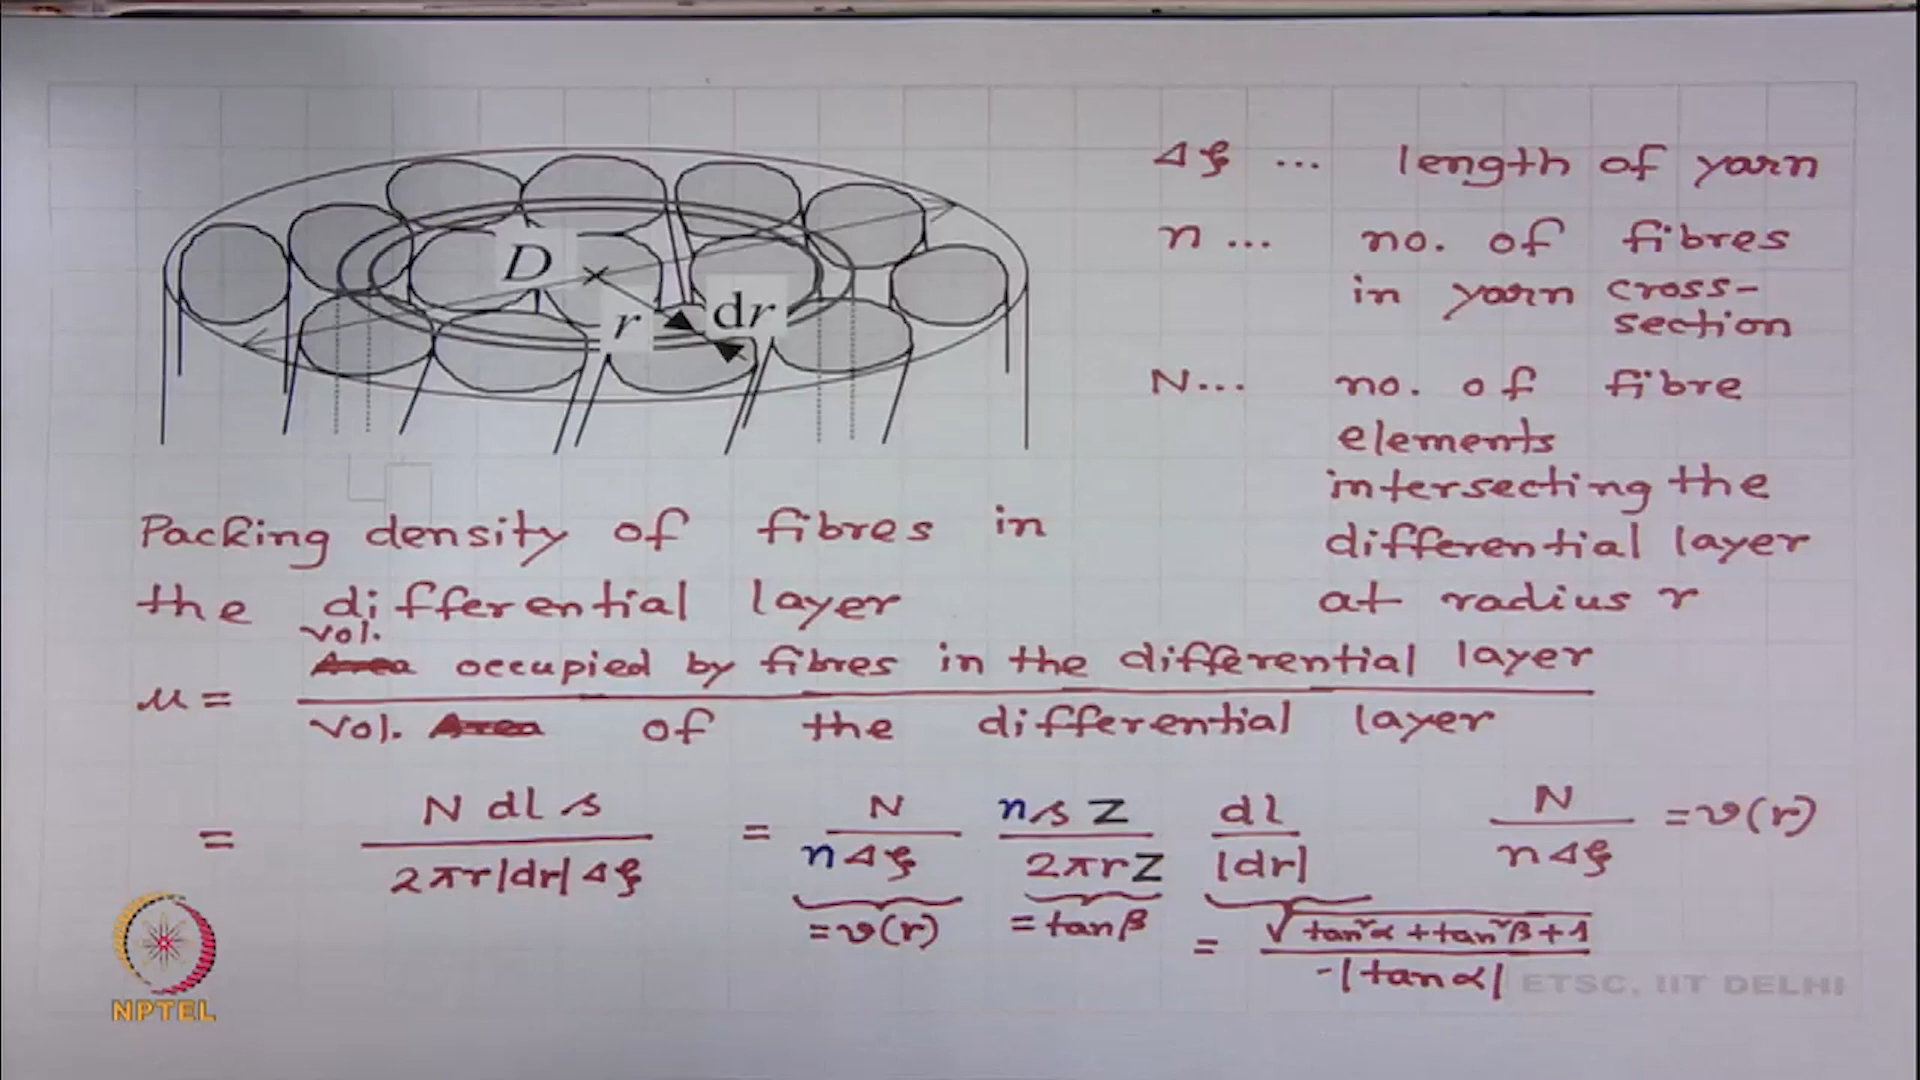 D
r
dr
Δξ ... length of yarn
n... no. of fibres
in yarn cross-
section
N... no. of fibre
elements
intersecting the
differential layer
at radius r
Packing density of fibres in
the differential layer
vol.
Area occupied by fibres in the differential layer
μ =
vol. Area of the differential layer
= N dl s / 2πr|dr| Δξ = N / nΔξ  n s Z / 2πrZ  dl / |dr|  N / nΔξ = ν(r)
= ν(r) = tanβ = √tan²α + tan²β + 1 / -|tanα|
ETSC, IIT DELHI
NPTEL